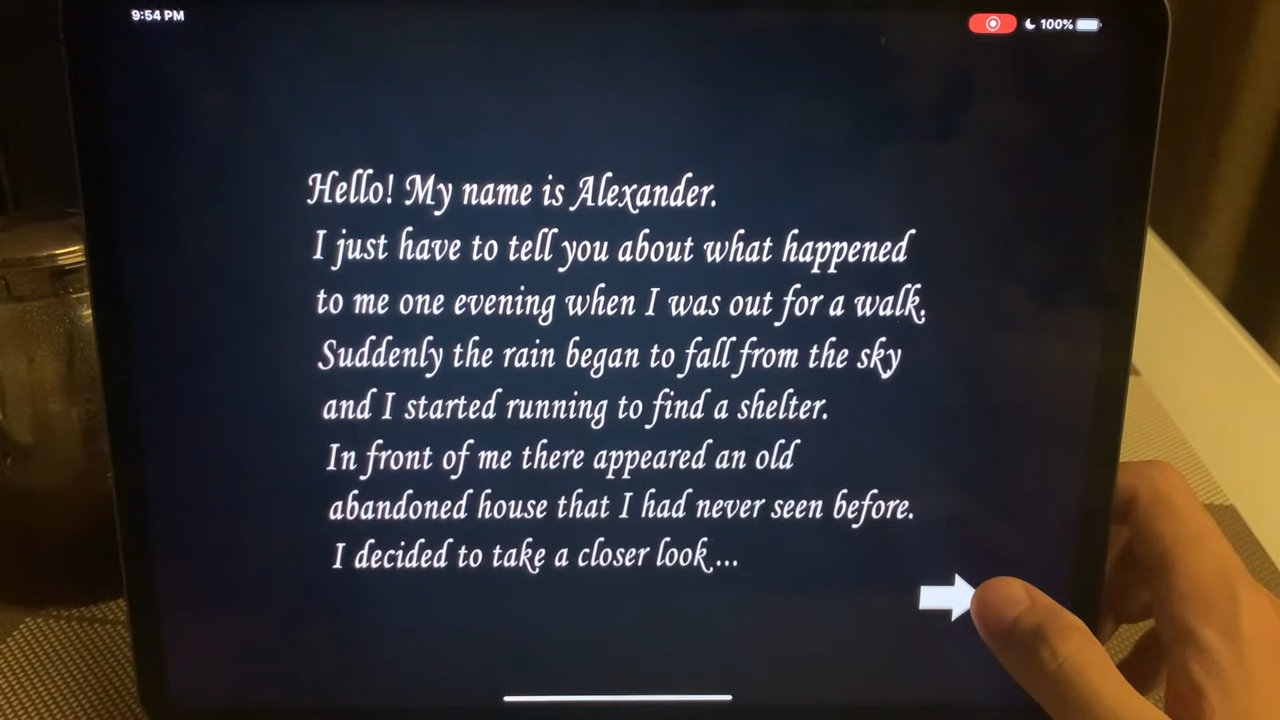 9:54 PM
100%
Hello! My name is Alexander.
I just have to tell you about what happened
to me one evening when I was out for a walk.
Suddenly the rain began to fall from the sky
and I started running to find a shelter.
In front of me there appeared an old
abandoned house that I had never seen before.
I decided to take a closer look...